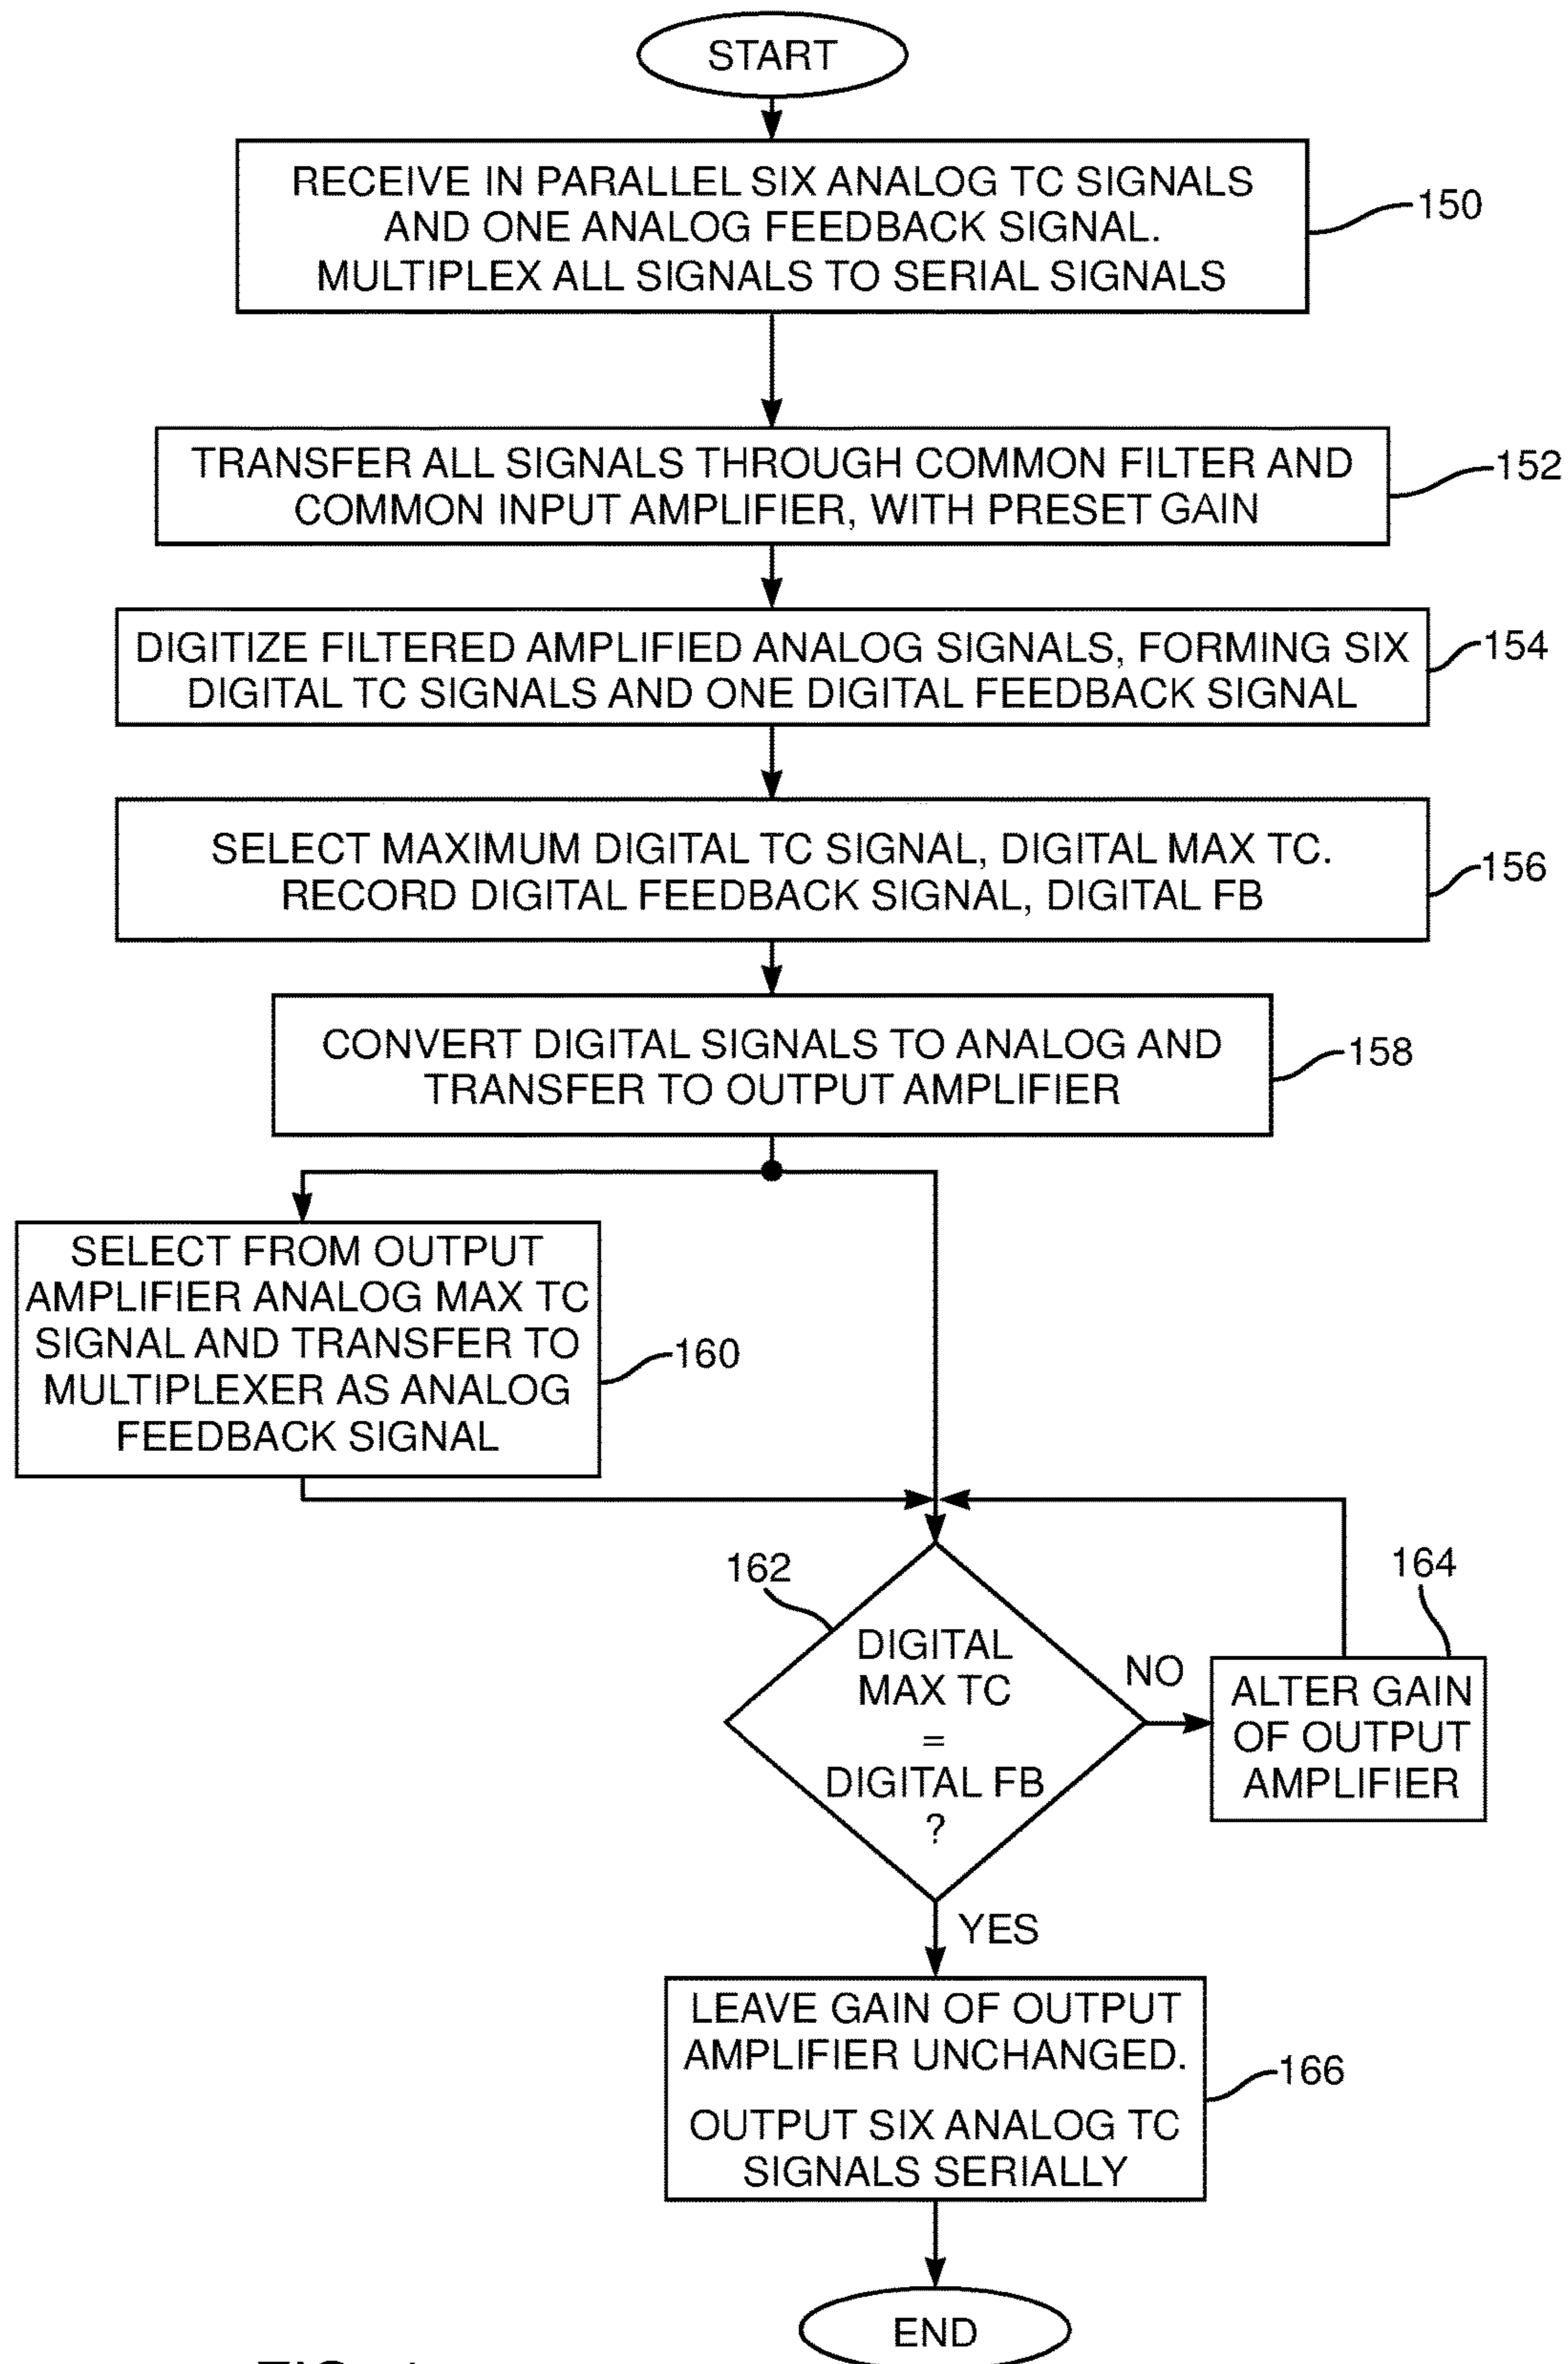 START
RECEIVE IN PARALLEL SIX ANALOG TC SIGNALS
AND ONE ANALOG FEEDBACK SIGNAL.
MULTIPLEX ALL SIGNALS TO SERIAL SIGNALS
150
TRANSFER ALL SIGNALS THROUGH COMMON FILTER AND
COMMON INPUT AMPLIFIER, WITH PRESET GAIN
152
DIGITIZE FILTERED AMPLIFIED ANALOG SIGNALS, FORMING SIX
DIGITAL TC SIGNALS AND ONE DIGITAL FEEDBACK SIGNAL
154
SELECT MAXIMUM DIGITAL TC SIGNAL, DIGITAL MAX TC.
RECORD DIGITAL FEEDBACK SIGNAL, DIGITAL FB
156
CONVERT DIGITAL SIGNALS TO ANALOG AND
TRANSFER TO OUTPUT AMPLIFIER
158
SELECT FROM OUTPUT
AMPLIFIER ANALOG MAX TC
SIGNAL AND TRANSFER TO
MULTIPLEXER AS ANALOG
FEEDBACK SIGNAL
160
162
DIGITAL
MAX TC
=
DIGITAL FB
?
NO
164
ALTER GAIN
OF OUTPUT
AMPLIFIER
YES
LEAVE GAIN OF OUTPUT
AMPLIFIER UNCHANGED.
OUTPUT SIX ANALOG TC
SIGNALS SERIALLY
166
END